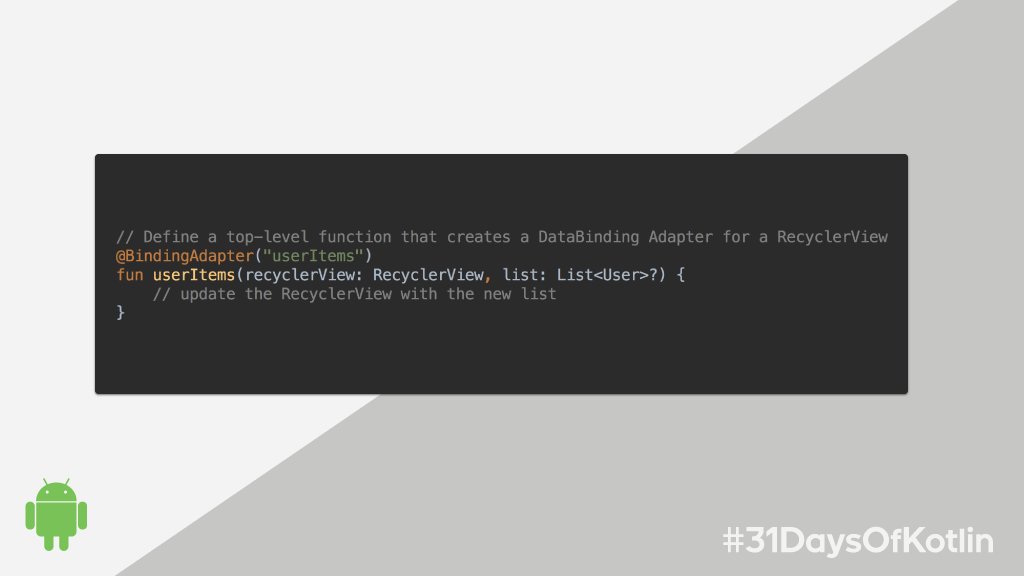 // Define a top-level function that creates a DataBinding Adapter for a RecyclerView
@BindingAdapter("userItems")
fun userItems(recyclerView: RecyclerView, list: List<User>?) {
    // update the RecyclerView with the new list
}
#31DaysOfKotlin